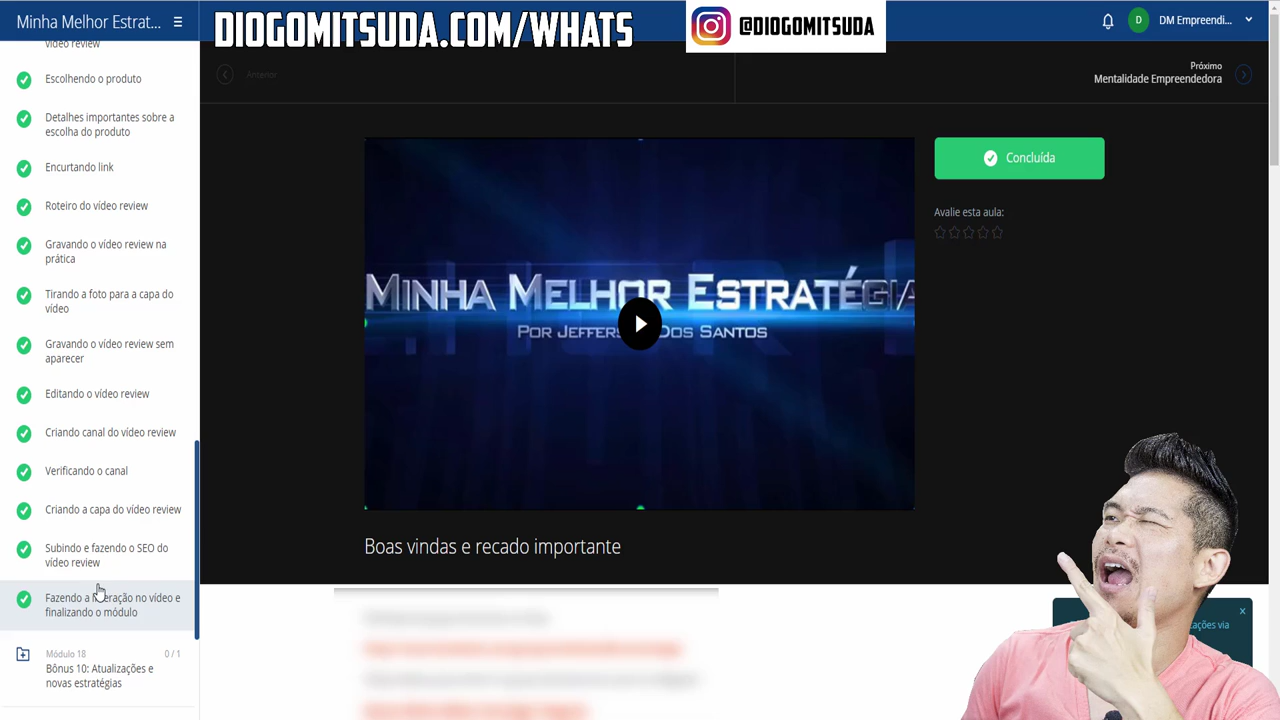 Minha Melhor Estrat...
DIOGOMITSUDA.COM/WHATS
@DIOGOMITSUDA
D
DM Empreendi...
vídeo review
Escolhendo o produto
Detalhes importantes sobre a
escolha do produto
Encurtando link
Roteiro do vídeo review
Gravando o vídeo review na
prática
Tirando a foto para a capa do
vídeo
Gravando o vídeo review sem
aparecer
Editando o vídeo review
Criando canal do vídeo review
Verificando o canal
Criando a capa do vídeo review
Subindo e fazendo o SEO do
vídeo review
Fazendo a eração no vídeo e
finalizando o módulo
Módulo 18
0 / 1
Bônus 10: Atualizações e
novas estratégias
Anterior
Próximo
Mentalidade Empreendedora
Minha Melhor Estratégia
Por Jeffers Dos Santos
Concluída
Avalie esta aula:
Boas vindas e recado importante
cações via